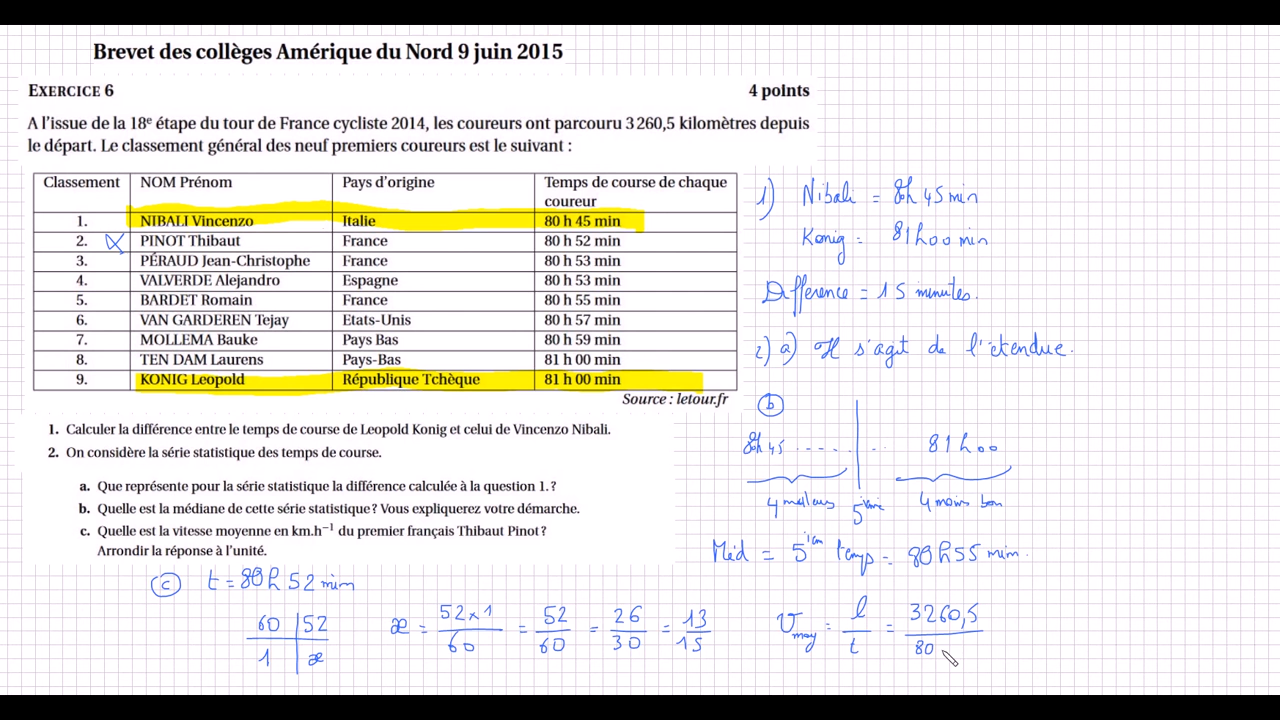 Brevet des collèges Amérique du Nord 9 juin 2015
EXERCICE 6 4 points
A l'issue de la 18e étape du tour de France cycliste 2014, les coureurs ont parcouru 3 260,5 kilomètres depuis
le départ. Le classement général des neuf premiers coureurs est le suivant :
Classement NOM Prénom Pays d'origine Temps de course de chaque coureur
1. NIBALI Vincenzo Italie 80 h 45 min
2. PINOT Thibaut France 80 h 52 min
3. PÉRAUD Jean-Christophe France 80 h 53 min
4. VALVERDE Alejandro Espagne 80 h 53 min
5. BARDET Romain France 80 h 55 min
6. VAN GARDEREN Tejay Etats-Unis 80 h 57 min
7. MOLLEMA Bauke Pays Bas 80 h 59 min
8. TEN DAM Laurens Pays-Bas 81 h 00 min
9. KONIG Leopold République Tchèque 81 h 00 min
Source : letour.fr
1. Calculer la différence entre le temps de course de Leopold Konig et celui de Vincenzo Nibali.
2. On considère la série statistique des temps de course.
a. Que représente pour la série statistique la différence calculée à la question 1. ?
b. Quelle est la médiane de cette série statistique ? Vous expliquerez votre démarche.
c. Quelle est la vitesse moyenne en km.h⁻¹ du premier français Thibaut Pinot ?
Arrondir la réponse à l'unité.
1) Nibali = 80h 45 min
Konig = 81h00 min
Difference = 15 minutes.
2) a) Il s'agit de l'étendue.
b
80h 45 ..... .. 81h00
4 meilleurs 5ième 4 moins bon
Méd = 5ième temps = 80h55 min.
c t = 80h 52 min
60 52
1 x
x = 52 x 1 / 60 = 52 / 60 = 26 / 30 = 13 / 15
Vmoy = l / t = 3260,5 / 80